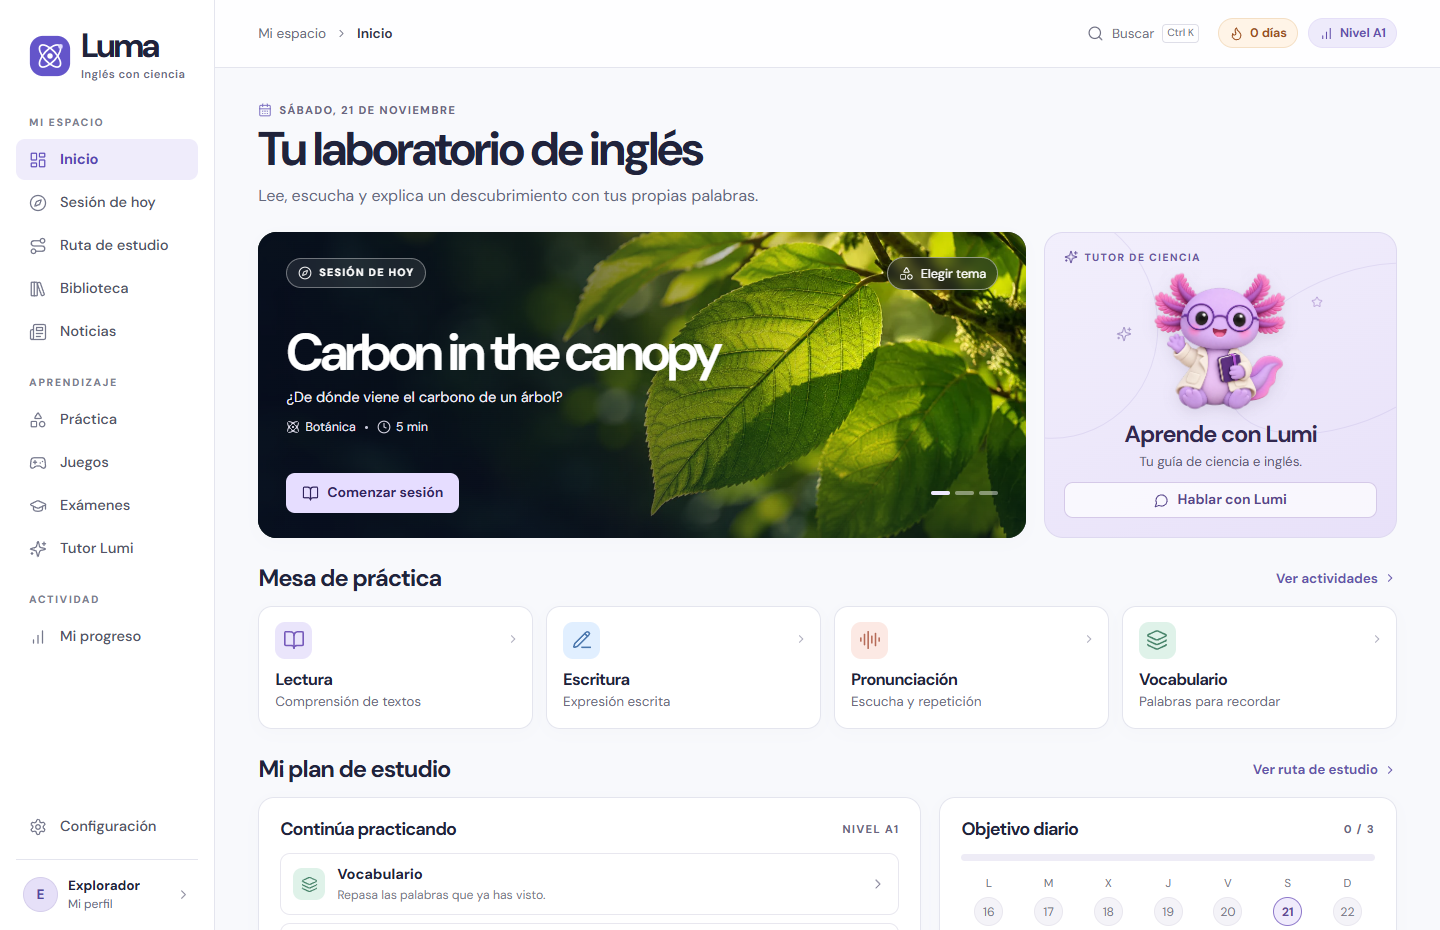 Luma
Inglés con ciencia
MI ESPACIO
Inicio
Sesión de hoy
Ruta de estudio
Biblioteca
Noticias
APRENDIZAJE
Práctica
Juegos
Exámenes
Tutor Lumi
ACTIVIDAD
Mi progreso
Configuración
E
Explorador
Mi perfil
Mi espacio > Inicio
Buscar Ctrl K
0 días
Nivel A1
SÁBADO, 21 DE NOVIEMBRE
Tu laboratorio de inglés
Lee, escucha y explica un descubrimiento con tus propias palabras.
SESIÓN DE HOY
Elegir tema
Carbon in the canopy
¿De dónde viene el carbono de un árbol?
Botánica • 5 min
Comenzar sesión
TUTOR DE CIENCIA
Aprende con Lumi
Tu guía de ciencia e inglés.
Hablar con Lumi
Mesa de práctica
Ver actividades
Lectura
Comprensión de textos
Escritura
Expresión escrita
Pronunciación
Escucha y repetición
Vocabulario
Palabras para recordar
Mi plan de estudio
Ver ruta de estudio
Continúa practicando
NIVEL A1
Vocabulario
Repasa las palabras que ya has visto.
Objetivo diario
0 / 3
L M X J V S D
16 17 18 19 20 21 22